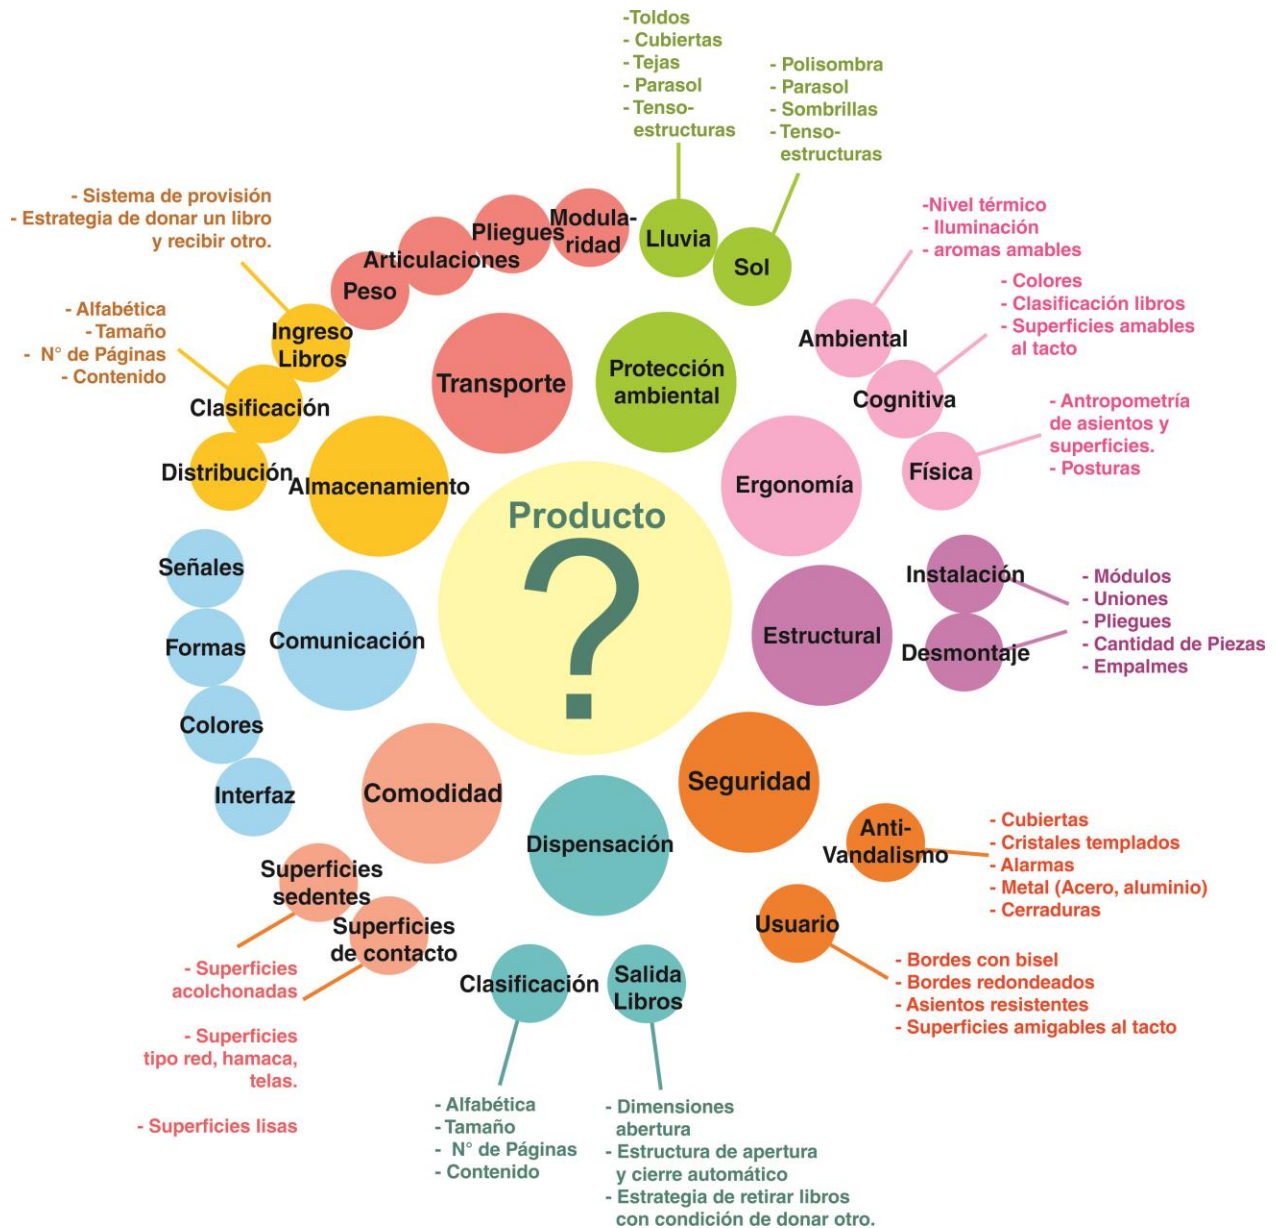 -Toldos
- Cubiertas
- Tejas
- Parasol
- Tenso-
estructuras
- Polisombra
- Parasol
- Sombrillas
- Tenso-
estructuras
- Sistema de provisión
- Estrategia de donar un libro
y recibir otro.
- Alfabética
- Tamaño
- N° de Páginas
- Contenido
Modula-
ridad
Pliegues
Articulaciones
Peso
Ingreso
Libros
Clasificación
Distribución
Lluvia
Sol
-Nivel térmico
- Iluminación
- aromas amables
- Colores
- Clasificación libros
- Superficies amables
al tacto
- Antropometría
de asientos y
superficies.
- Posturas
Ambiental
Cognitiva
Física
Transporte
Protección
ambiental
Almacenamiento
Ergonomía
Producto
?
Señales
Formas
Colores
Interfaz
Comunicación
Estructural
Instalación
Desmontaje
- Módulos
- Uniones
- Pliegues
- Cantidad de Piezas
- Empalmes
Comodidad
Dispensación
Seguridad
Anti-
Vandalismo
Usuario
- Cubiertas
- Cristales templados
- Alarmas
- Metal (Acero, aluminio)
- Cerraduras
- Bordes con bisel
- Bordes redondeados
- Asientos resistentes
- Superficies amigables al tacto
Superficies
sedentes
Superficies
de contacto
- Superficies
acolchonadas
- Superficies
tipo red, hamaca,
telas.
- Superficies lisas
Clasificación
Salida
Libros
- Alfabética
- Tamaño
- N° de Páginas
- Contenido
- Dimensiones
abertura
- Estructura de apertura
y cierre automático
- Estrategia de retirar libros
con condición de donar otro.